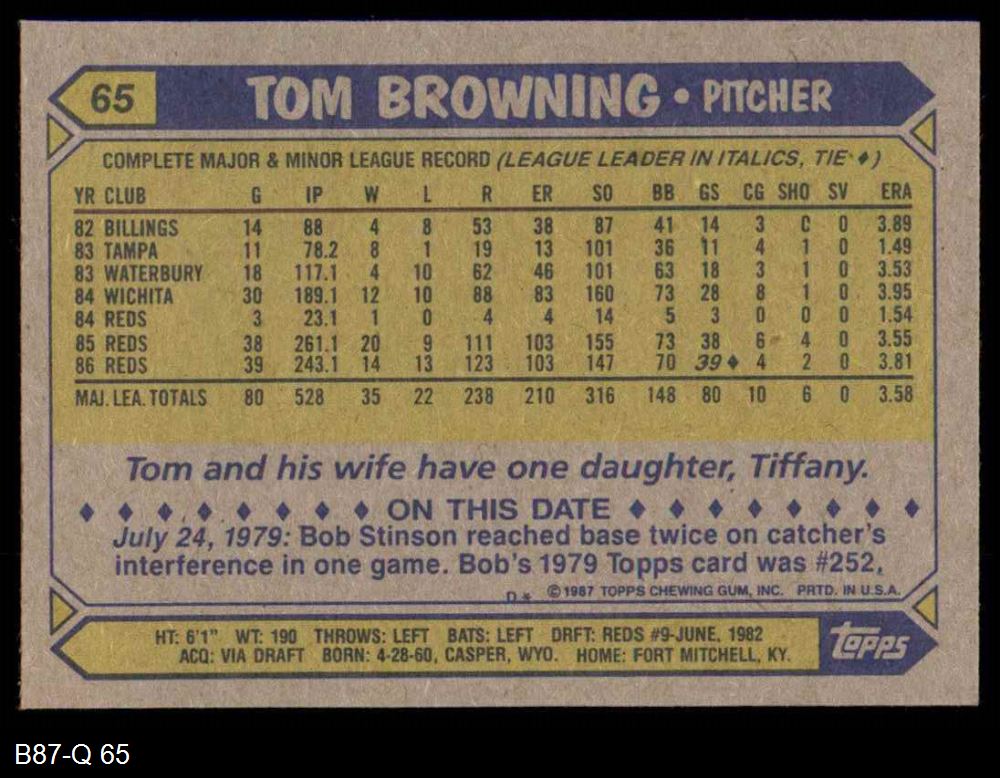 65 TOM BROWNING • PITCHER
COMPLETE MAJOR & MINOR LEAGUE RECORD (LEAGUE LEADER IN ITALICS, TIE ♦)
YR CLUB G IP W L R ER SO BB GS CG SHO SV ERA
82 BILLINGS 14 88 4 8 53 38 87 41 14 3 0 0 3.89
83 TAMPA 11 78.2 8 1 19 13 101 36 11 4 1 0 1.49
83 WATERBURY 18 117.1 4 10 62 46 101 63 18 3 1 0 3.53
84 WICHITA 30 189.1 12 10 88 83 160 73 28 8 1 0 3.95
84 REDS 3 23.1 1 0 4 4 14 5 3 0 0 0 1.54
85 REDS 38 261.1 20 9 111 103 155 73 38 6 4 0 3.55
86 REDS 39 243.1 14 13 123 103 147 70 39♦ 4 2 0 3.81
MAJ. LEA. TOTALS 80 528 35 22 238 210 316 148 80 10 6 0 3.58
Tom and his wife have one daughter, Tiffany.
♦ ♦ ♦ ♦ ♦ ♦ ♦ ♦ ON THIS DATE ♦ ♦ ♦ ♦ ♦ ♦ ♦ ♦
July 24, 1979: Bob Stinson reached base twice on catcher's
interference in one game. Bob's 1979 Topps card was #252.
D* ©1987 TOPPS CHEWING GUM, INC. PRTD. IN U.S.A.
HT: 6'1" WT: 190 THROWS: LEFT BATS: LEFT DRFT: REDS #9-JUNE, 1982
ACQ: VIA DRAFT BORN: 4-28-60, CASPER, WYO. HOME: FORT MITCHELL, KY.
topps
B87-Q 65